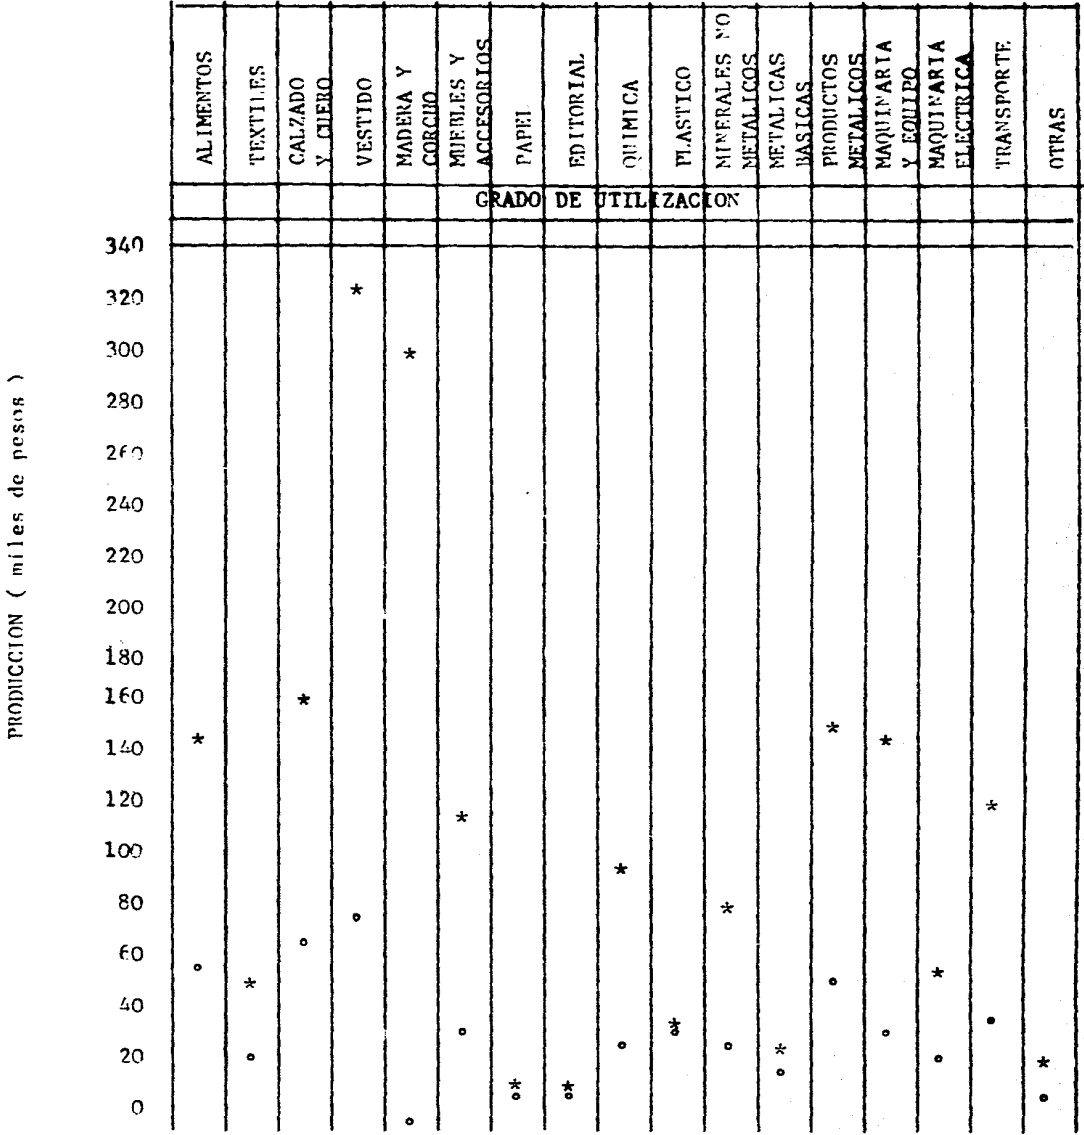 ALIMENTOS
TEXTILES
CALZADO
Y CUERO
VESTIDO
MADERA Y
CORCHO
MUEBLES Y
ACCESORIOS
PAPEL
EDITORIAL
QUIMICA
PLASTICO
MINERALES NO
METALICOS
METALICAS
BASICAS
PRODUCTOS
METALICOS
MAQUINARIA
Y EQUIPO
MAQUINARIA
ELECTRICA
TRANSPORTE
OTRAS
GRADO DE UTILIZACION
PRODUCCION ( miles de pesos )
340
320
300
280
260
240
220
200
180
160
140
120
100
80
60
40
20
0